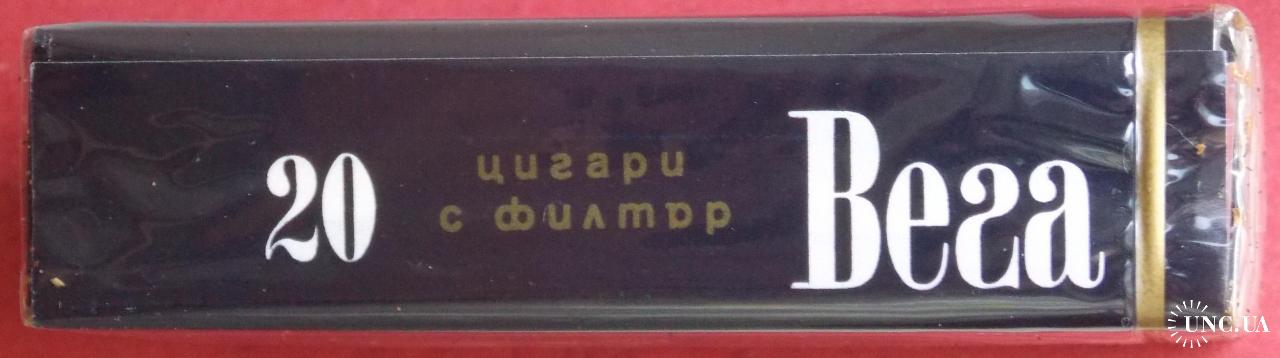 20
цигари
с филтър
Вега
UNC.UA